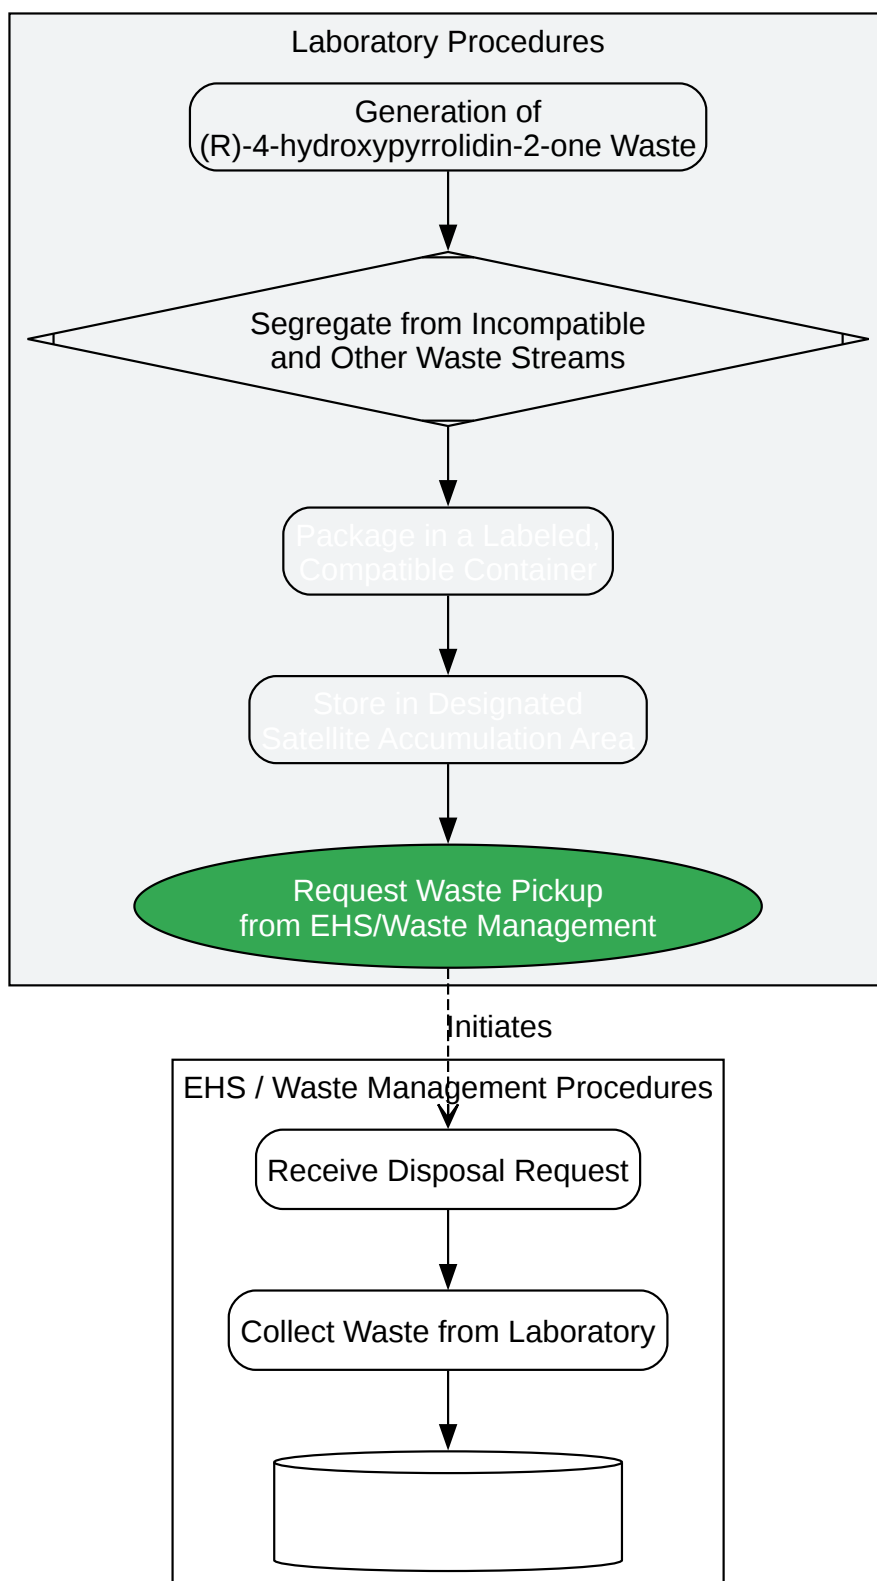 Laboratory Procedures
Generation of
(R)-4-hydroxypyrrolidin-2-one Waste
Segregate from Incompatible
and Other Waste Streams
Package in a Labeled,
Compatible Container
Store in Designated
Satellite Accumulation Area
Request Waste Pickup
from EHS/Waste Management
Initiates
EHS / Waste Management Procedures
Receive Disposal Request
Collect Waste from Laboratory